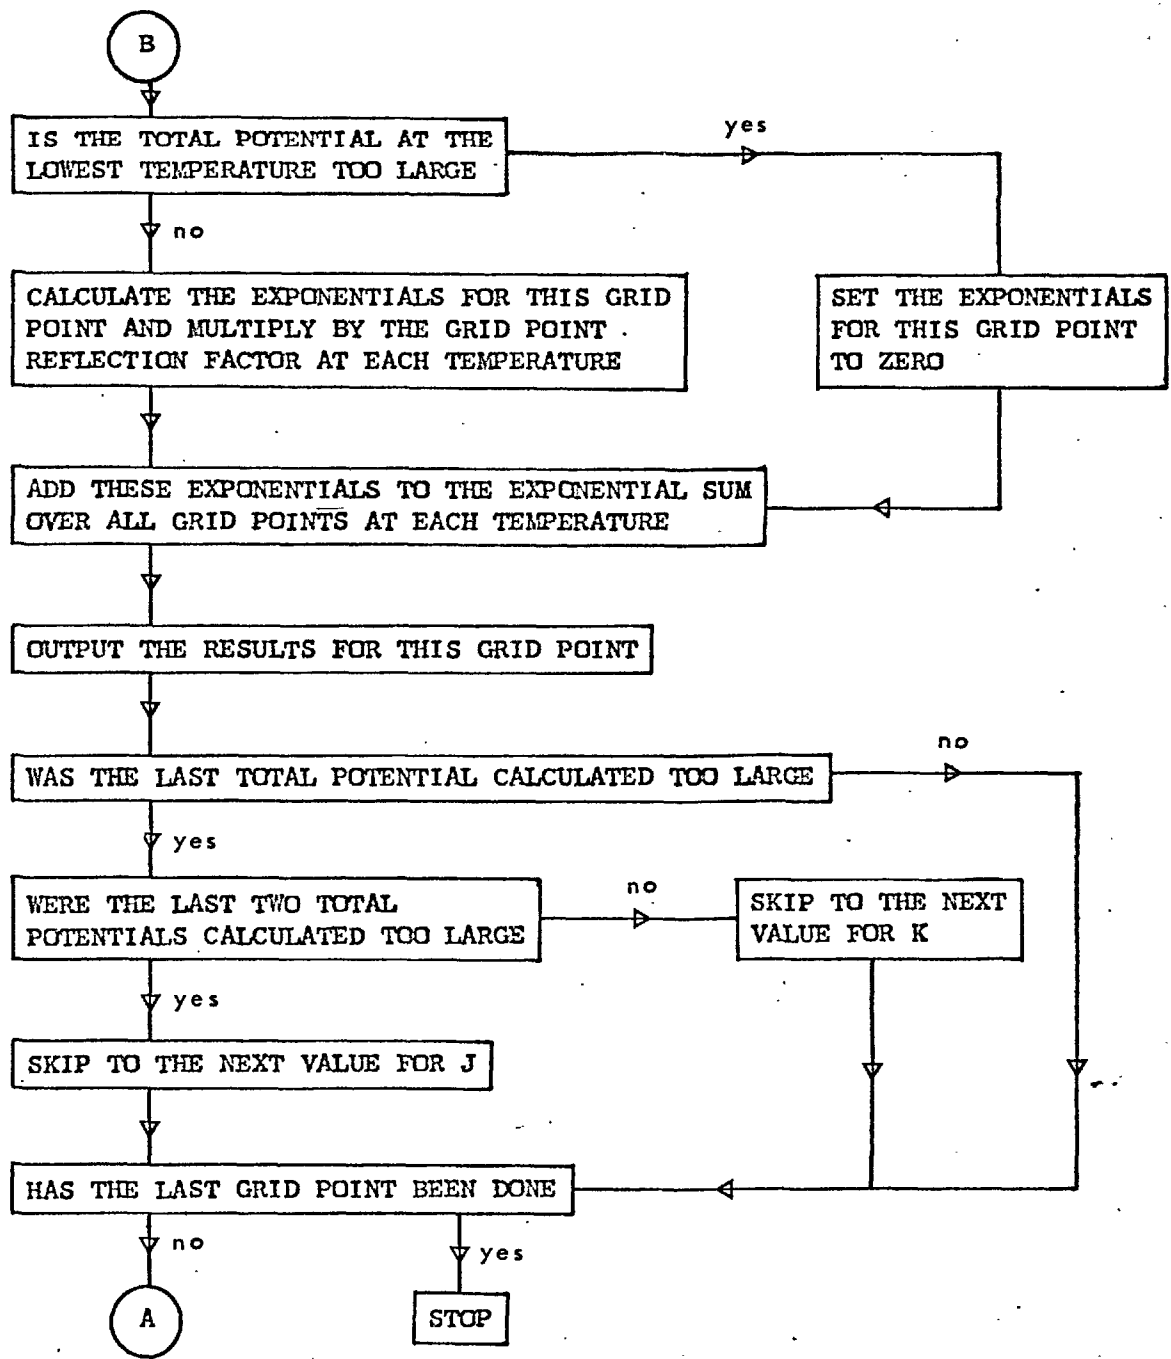 B
IS THE TOTAL POTENTIAL AT THE
LOWEST TEMPERATURE TOO LARGE
yes
no
CALCULATE THE EXPONENTIALS FOR THIS GRID
POINT AND MULTIPLY BY THE GRID POINT
REFLECTION FACTOR AT EACH TEMPERATURE
SET THE EXPONENTIALS
FOR THIS GRID POINT
TO ZERO
ADD THESE EXPONENTIALS TO THE EXPONENTIAL SUM
OVER ALL GRID POINTS AT EACH TEMPERATURE
OUTPUT THE RESULTS FOR THIS GRID POINT
WAS THE LAST TOTAL POTENTIAL CALCULATED TOO LARGE
no
yes
WERE THE LAST TWO TOTAL
POTENTIALS CALCULATED TOO LARGE
no
SKIP TO THE NEXT
VALUE FOR K
yes
SKIP TO THE NEXT VALUE FOR J
HAS THE LAST GRID POINT BEEN DONE
no
yes
A
STOP